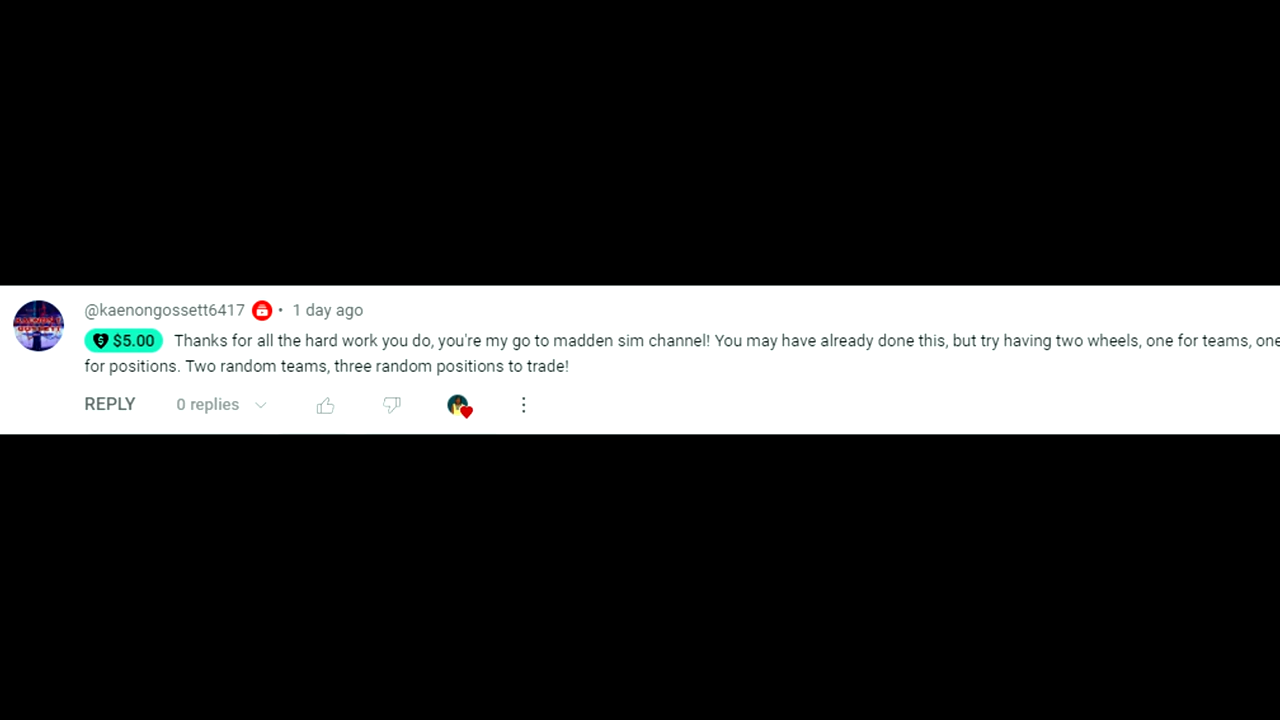 @kaenongossett6417 • 1 day ago
$5.00 Thanks for all the hard work you do, you're my go to madden sim channel! You may have already done this, but try having two wheels, one for teams, one
for positions. Two random teams, three random positions to trade!
REPLY 0 replies